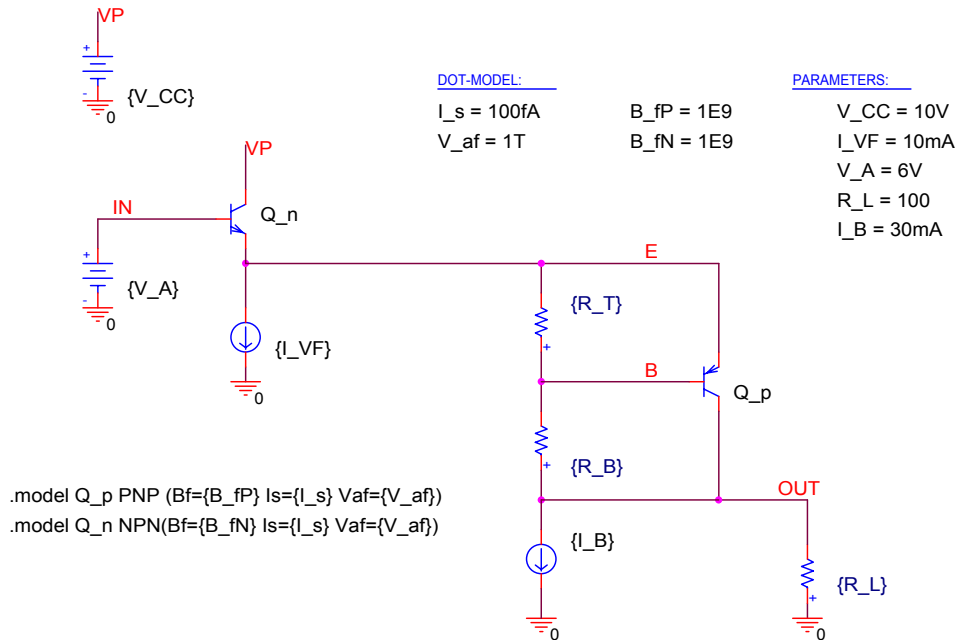 VP
+
-
{V_CC}
0
DOT-MODEL:
I_s = 100fA
B_fP = 1E9
V_af = 1T
B_fN = 1E9
PARAMETERS:
V_CC = 10V
I_VF = 10mA
V_A = 6V
R_L = 100
I_B = 30mA
VP
IN
Q_n
+
-
{V_A}
0
E
{R_T}
+
{I_VF}
0
B
Q_p
{R_B}
+
OUT
.model Q_p PNP (Bf={B_fP} Is={I_s} Vaf={V_af})
.model Q_n NPN(Bf={B_fN} Is={I_s} Vaf={V_af})
{I_B}
0
{R_L}
+
0